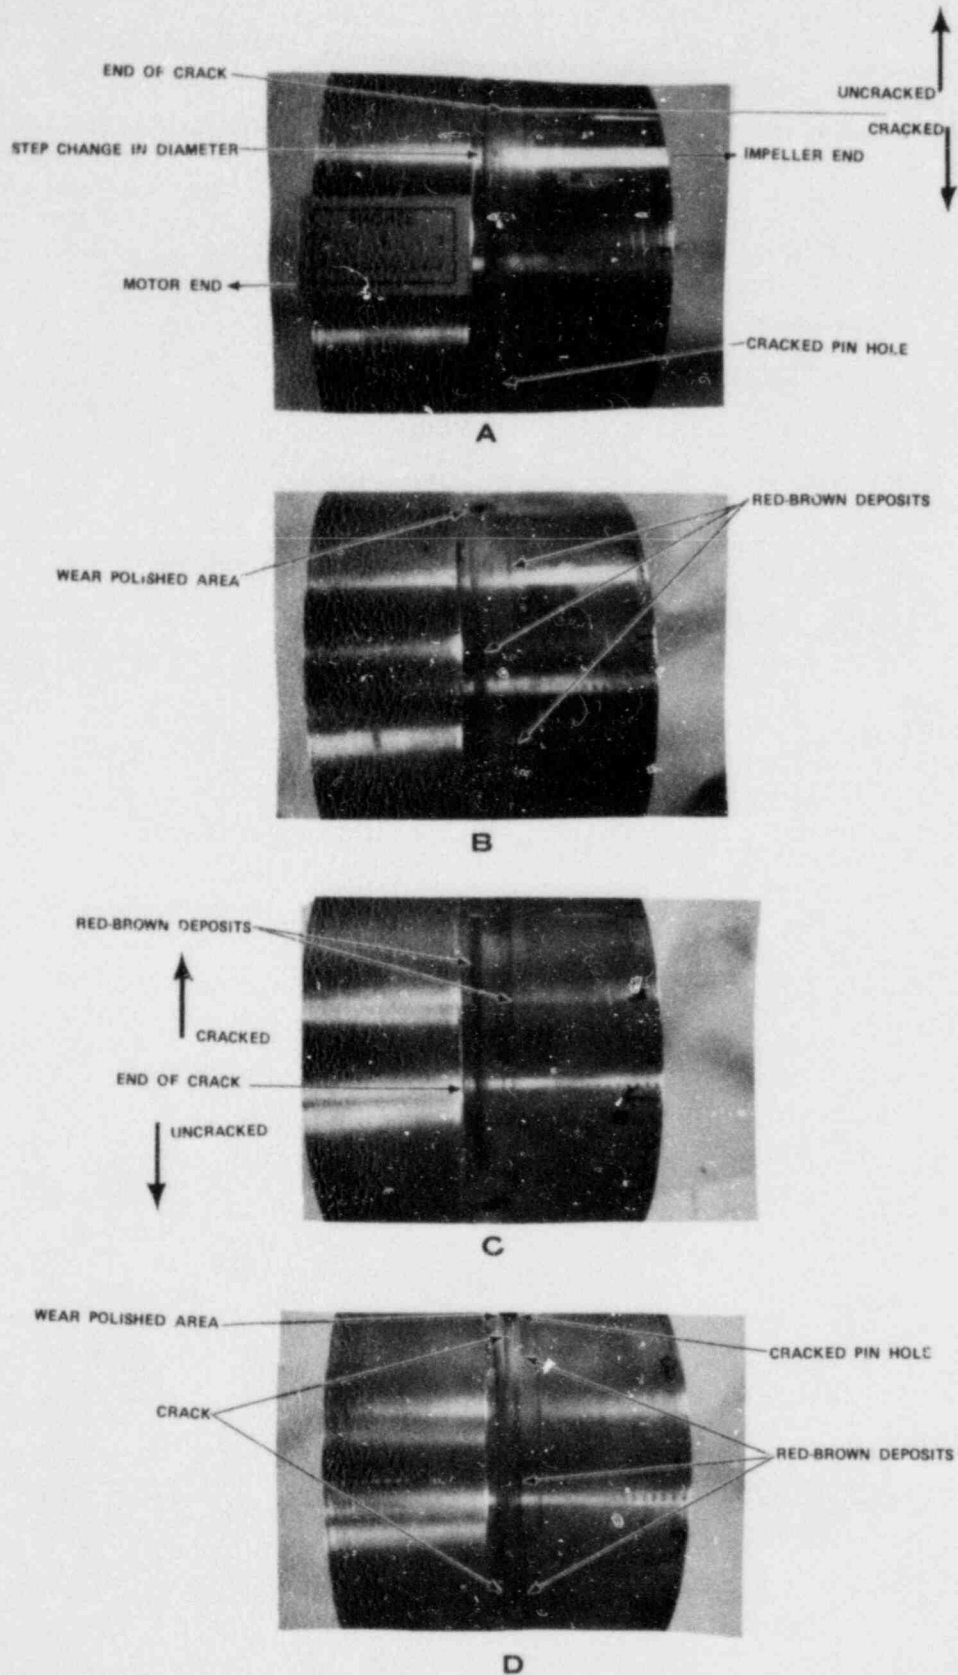 END OF CRACK
UNCRACKED
CRACKED
STEP CHANGE IN DIAMETER
IMPELLER END
MOTOR END
CRACKED PIN HOLE
A
RED-BROWN DEPOSITS
WEAR POLISHED AREA
B
RED-BROWN DEPOSITS
CRACKED
END OF CRACK
UNCRACKED
C
WEAR POLISHED AREA
CRACKED PIN HOLE
CRACK
RED-BROWN DEPOSITS
D